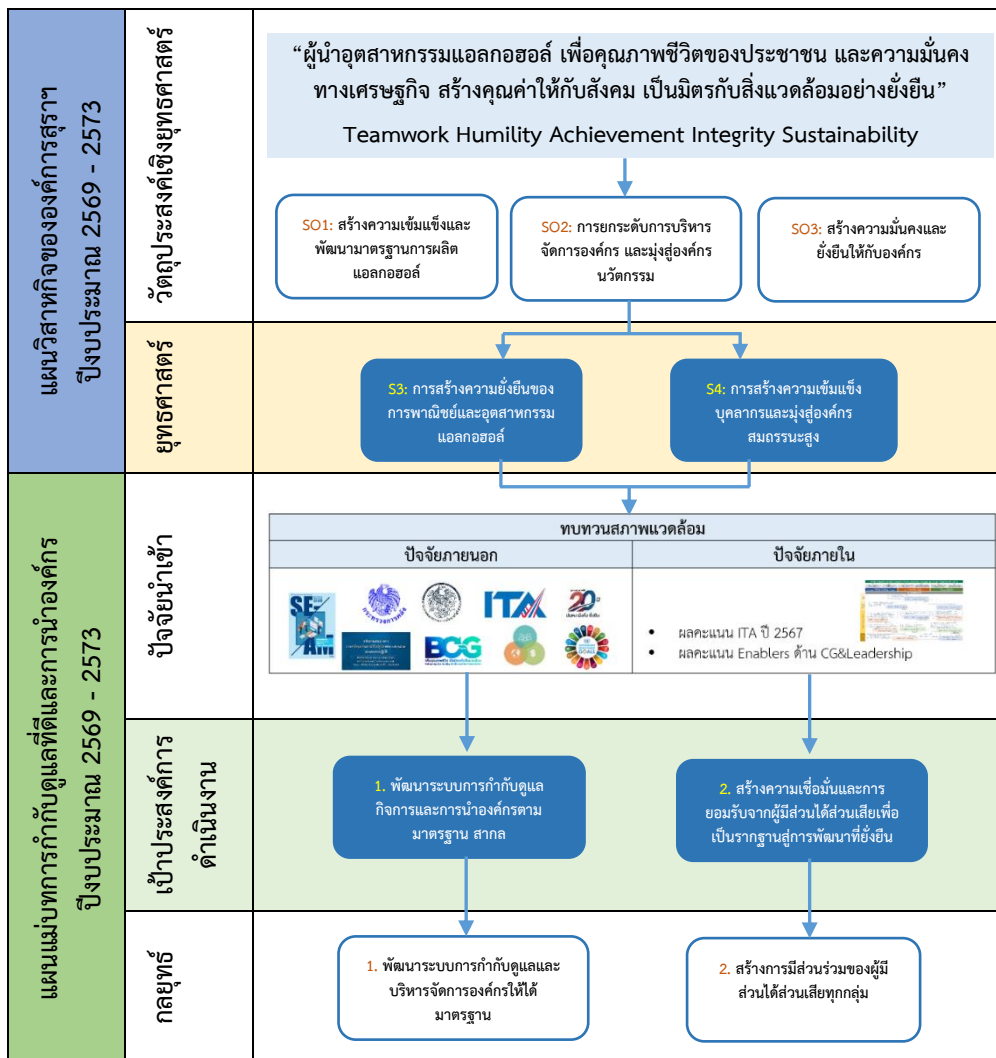 แผนวิสาหกิจขององค์การสุราฯ
ปีงบประมาณ 2569 - 2573
วัตถุประสงค์เชิงยุทธศาสตร์
“ผู้นำอุตสาหกรรมแอลกอฮอล์ เพื่อคุณภาพชีวิตของประชาชน และความมั่นคง
ทางเศรษฐกิจ สร้างคุณค่าให้กับสังคม เป็นมิตรกับสิ่งแวดล้อมอย่างยั่งยืน”
Teamwork Humility Achievement Integrity Sustainability
SO1: สร้างความเข้มแข็งและ
พัฒนามาตรฐานการผลิต
แอลกอฮอล์
SO2: การยกระดับการบริหาร
จัดการองค์กร และมุ่งสู่องค์กร
นวัตกรรม
SO3: สร้างความมั่นคงและ
ยั่งยืนให้กับองค์กร
ยุทธศาสตร์
S3: การสร้างความยั่งยืนของ
การพาณิชย์และอุตสาหกรรม
แอลกอฮอล์
S4: การสร้างความเข้มแข็ง
บุคลากรและมุ่งสู่องค์กร
สมถรรนะสูง
แผนแม่บทการกำกับดูแลที่ดีและการนำองค์กร
ปีงบประมาณ 2569 - 2573
ปัจจัยนำเข้า
ทบทวนสภาพแวดล้อม
ปัจจัยภายนอก
ปัจจัยภายใน
SE-
Am
กระทรวงการคลัง
ITA
20
BCG
GOALS
• ผลคะแนน ITA ปี 2567
• ผลคะแนน Enablers ด้าน CG&Leadership
เป้าประสงค์การ
ดำเนินงาน
1. พัฒนาระบบการกำกับดูแล
กิจการและการนำองค์กรตาม
มาตรฐาน สากล
2. สร้างความเชื่อมั่นและการ
ยอมรับจากผู้มีส่วนได้ส่วนเสียเพื่อ
เป็นรากฐานสู่การพัฒนาที่ยั่งยืน
กลยุทธ์
1. พัฒนาระบบการกำกับดูแลและ
บริหารจัดการองค์กรให้ได้
มาตรฐาน
2. สร้างการมีส่วนร่วมของผู้มี
ส่วนได้ส่วนเสียทุกกลุ่ม